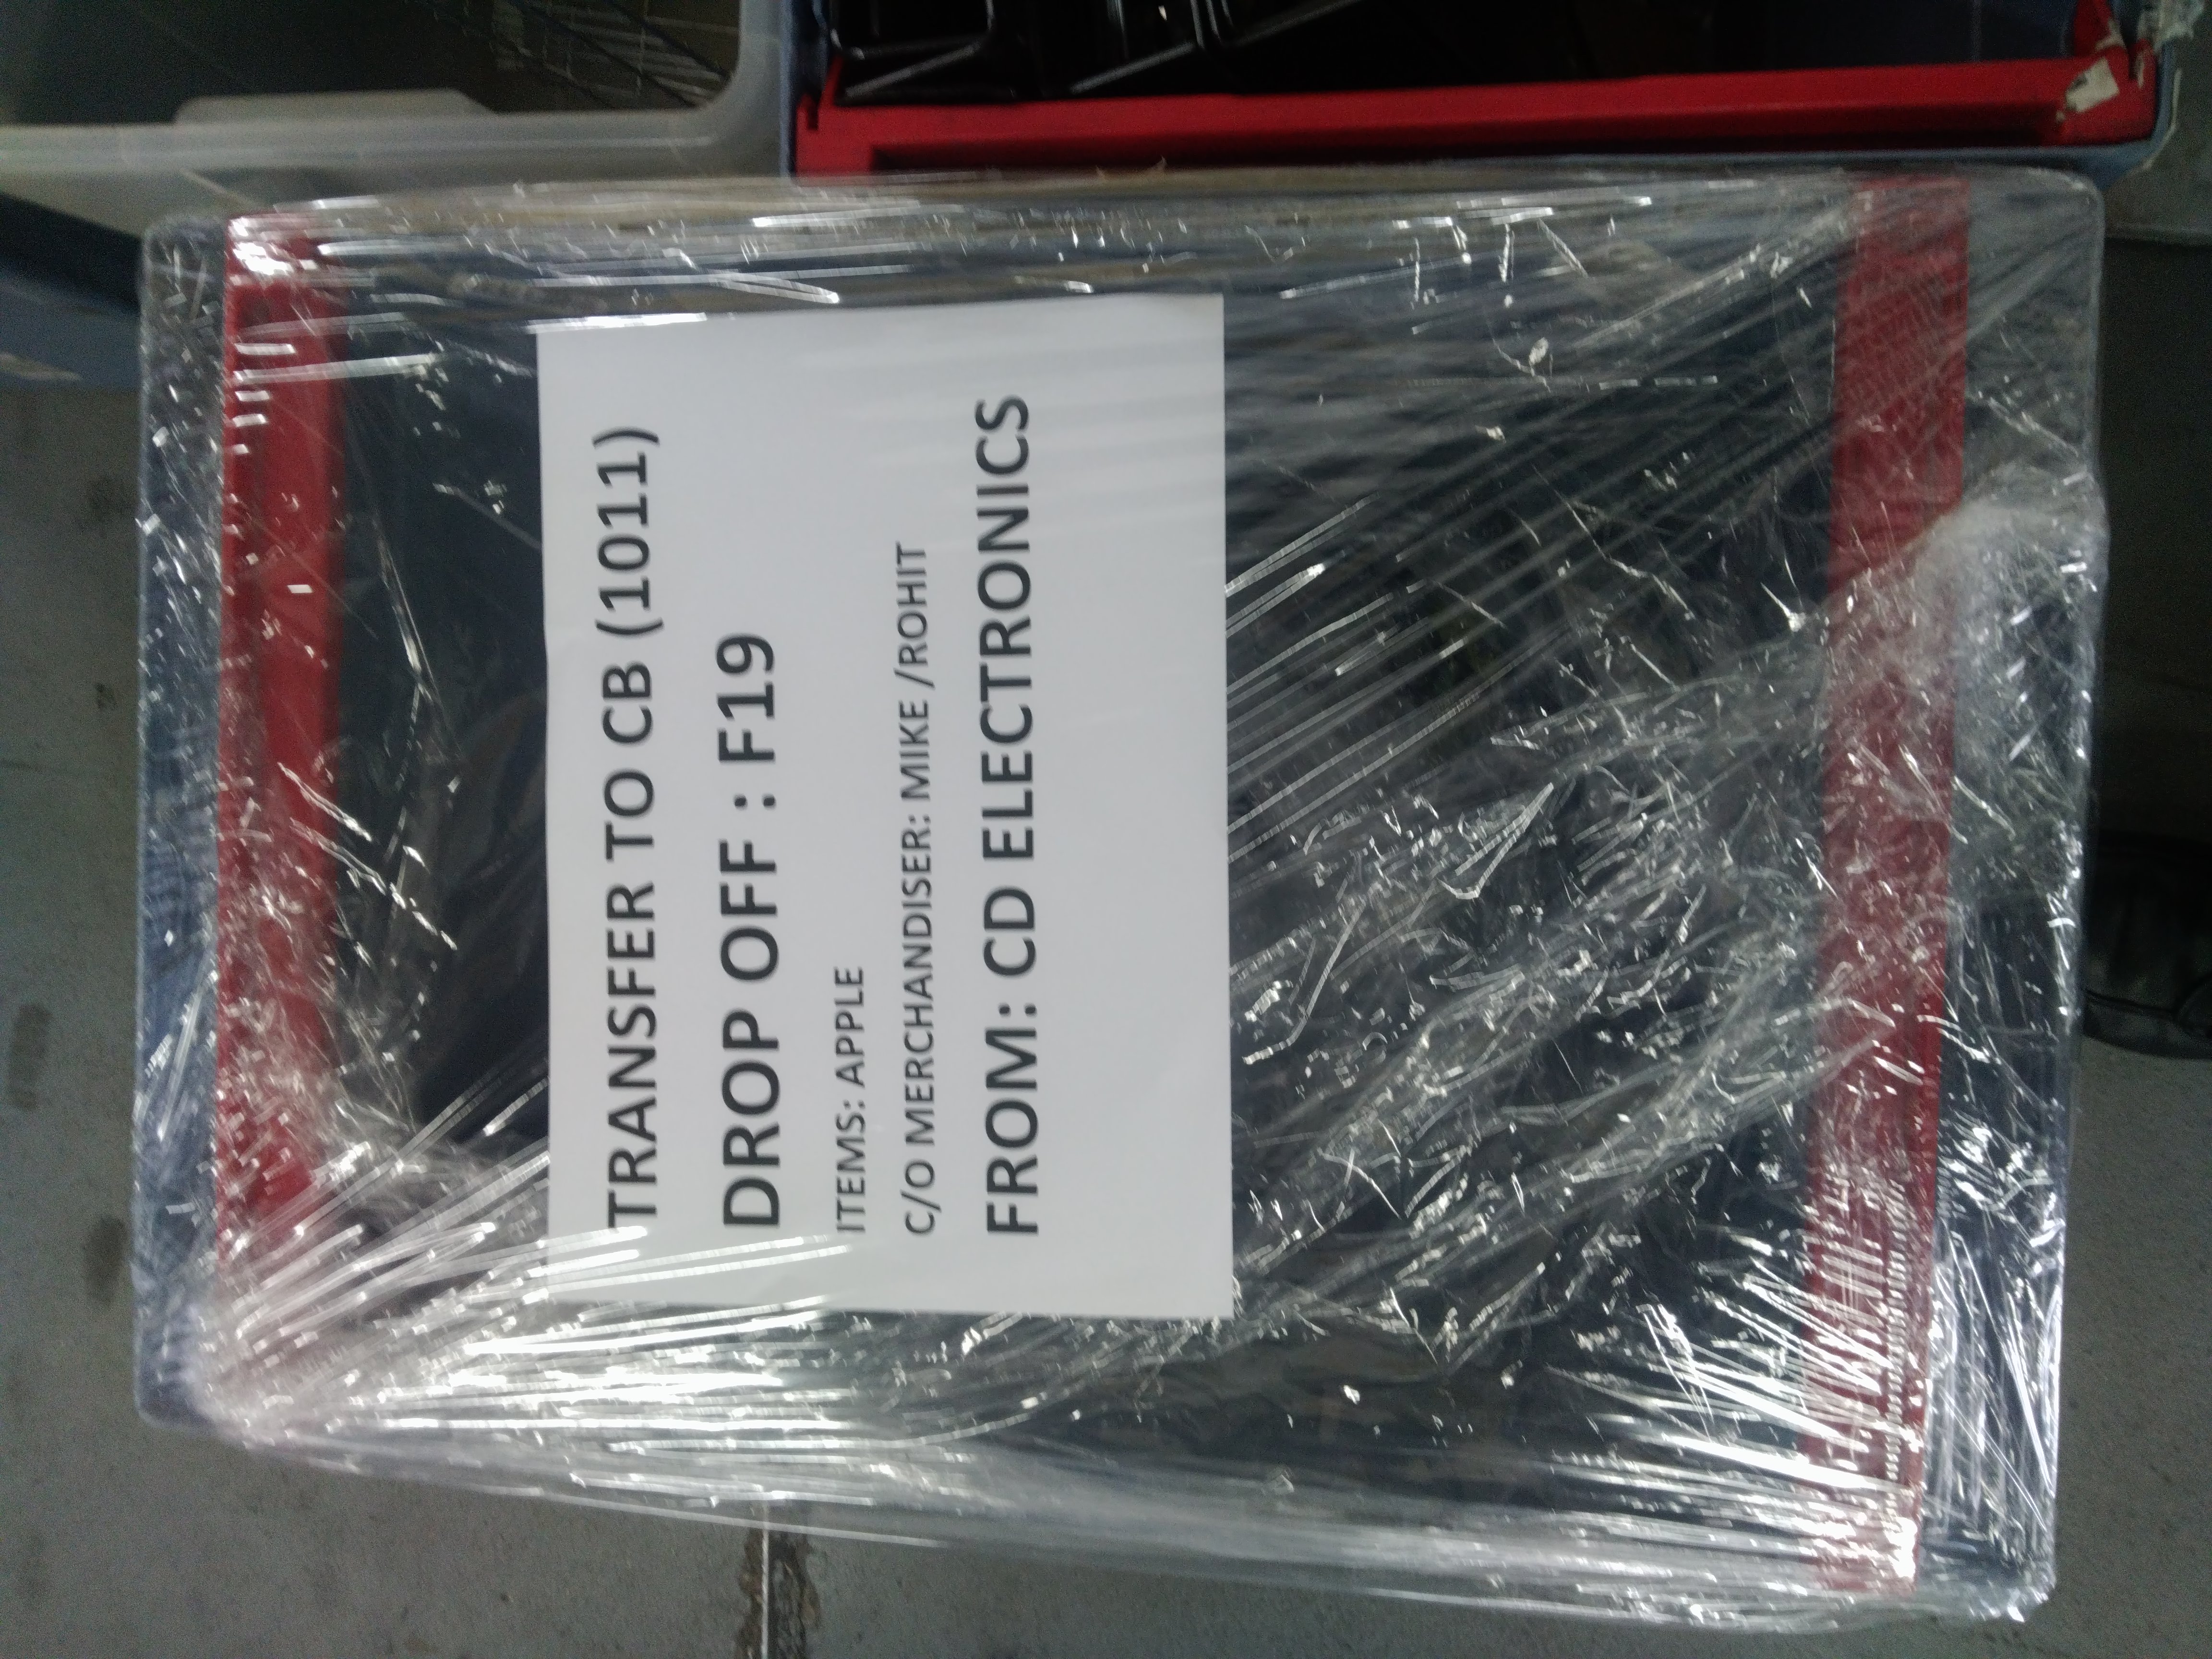 TRANSFER TO CB (1011)
DROP OFF : F19
ITEMS: APPLE
C/O MERCHANDISER: MIKE /ROHIT
FROM: CD ELECTRONICS